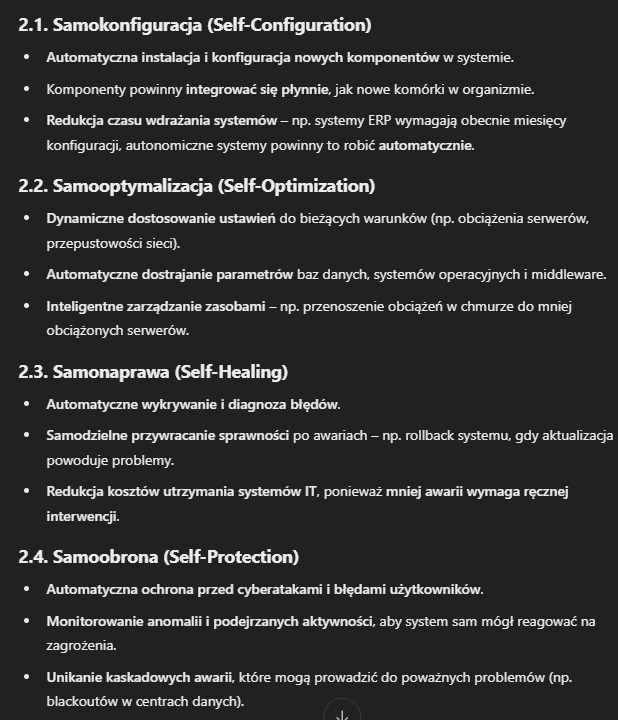 2.1. Samokonfiguracja (Self-Configuration)
• Automatyczna instalacja i konfiguracja nowych komponentów w systemie.
• Komponenty powinny integrować się płynnie, jak nowe komórki w organizmie.
• Redukcja czasu wdrażania systemów – np. systemy ERP wymagają obecnie miesięcy
konfiguracji, autonomiczne systemy powinny to robić automatycznie.
2.2. Samooptymalizacja (Self-Optimization)
• Dynamiczne dostosowanie ustawień do bieżących warunków (np. obciążenia serwerów,
przepustowości sieci).
• Automatyczne dostrajanie parametrów baz danych, systemów operacyjnych i middleware.
• Inteligentne zarządzanie zasobami – np. przenoszenie obciążeń w chmurze do mniej
obciążonych serwerów.
2.3. Samonaprawa (Self-Healing)
• Automatyczne wykrywanie i diagnoza błędów.
• Samodzielne przywracanie sprawności po awariach – np. rollback systemu, gdy aktualizacja
powoduje problemy.
• Redukcja kosztów utrzymania systemów IT, ponieważ mniej awarii wymaga ręcznej
interwencji.
2.4. Samoobrona (Self-Protection)
• Automatyczna ochrona przed cyberatakami i błędami użytkowników.
• Monitorowanie anomalii i podejrzanych aktywności, aby system sam mógł reagować na
zagrożenia.
• Unikanie kaskadowych awarii, które mogą prowadzić do poważnych problemów (np.
blackoutów w centrach danych).